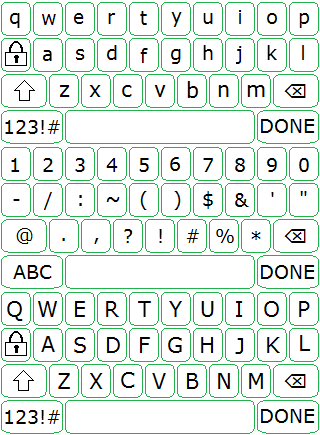 q w e r t y u i o p
a s d f g h j k l
z x c v b n m
123!# DONE
1 2 3 4 5 6 7 8 9 0
- / : ~ ( ) $ & ' "
@ . , ? ! # % * 
ABC DONE
Q W E R T Y U I O P
A S D F G H J K L
Z X C V B N M
123!# DONE